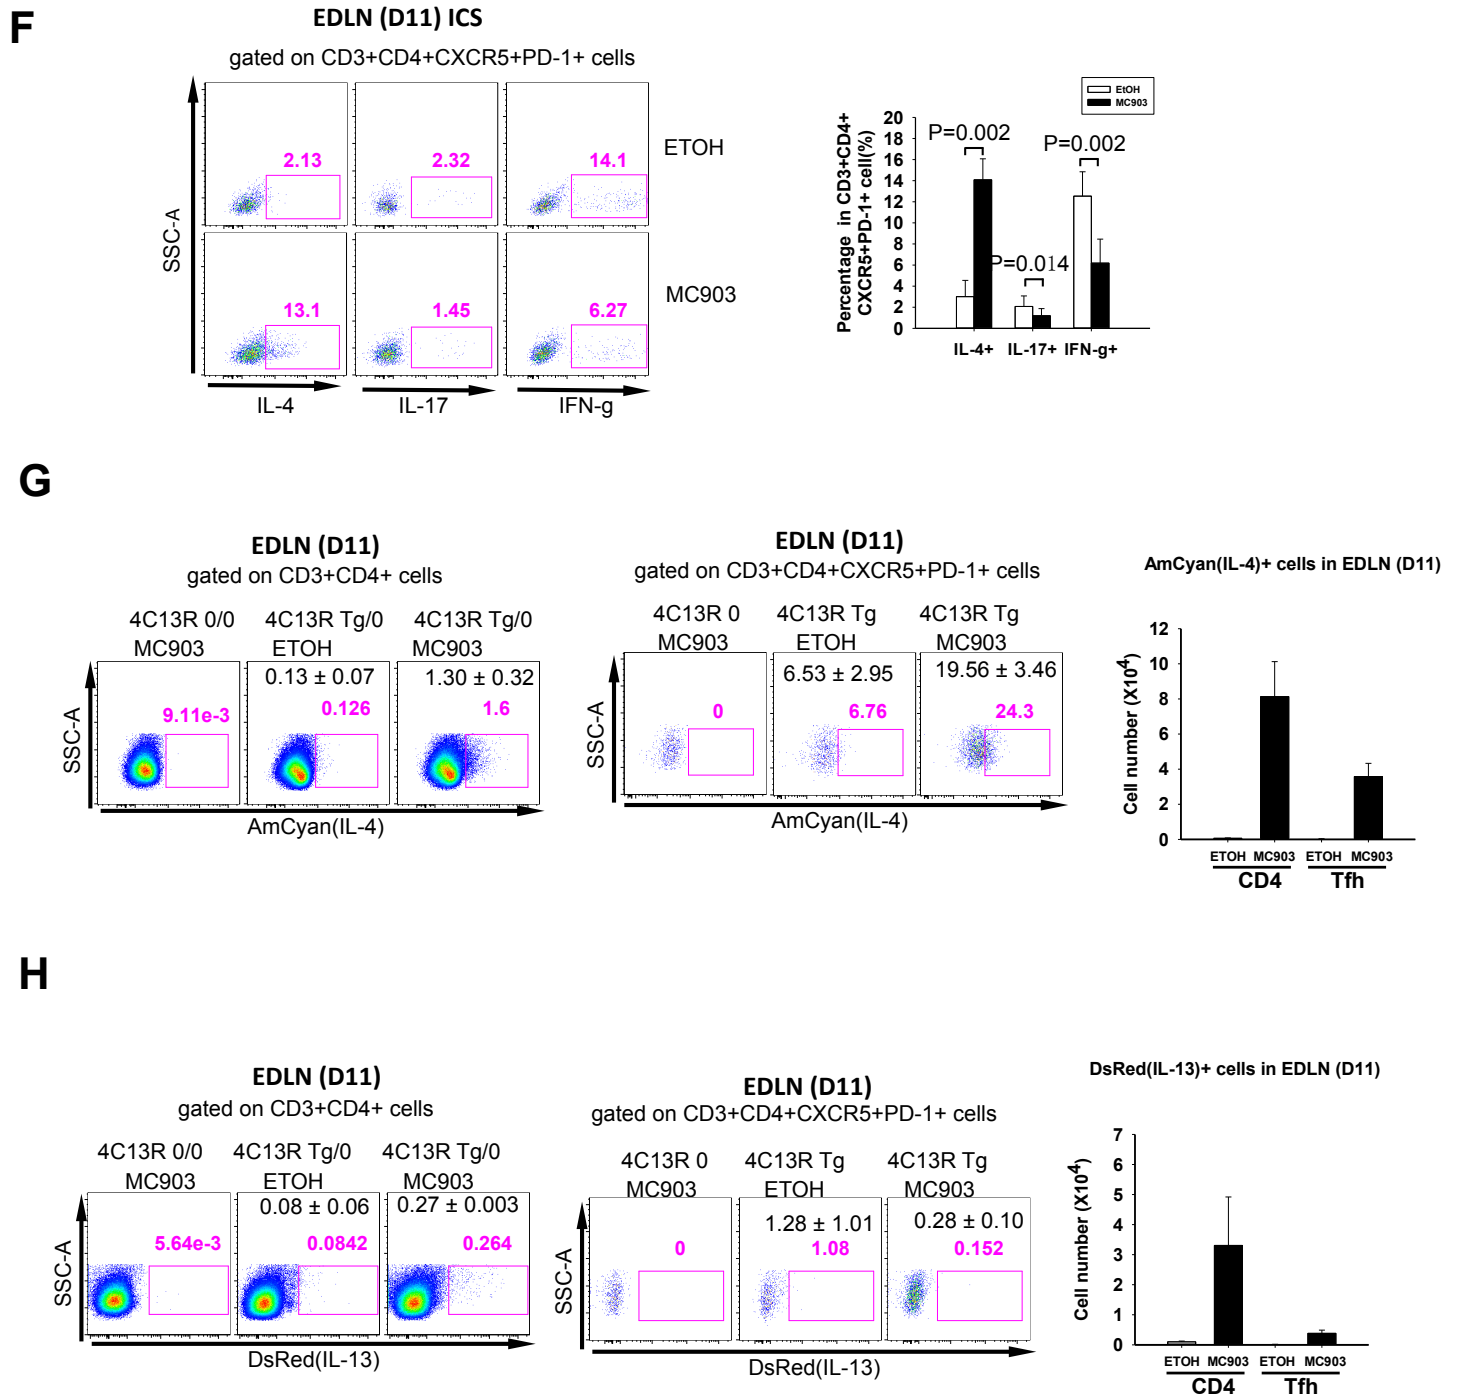 F
EDLN (D11) ICS
gated on CD3+CD4+CXCR5+PD-1+ cells
2.13
2.32
14.1
ETOH
13.1
1.45
6.27
MC903
SSC-A
IL-4
IL-17
IFN-g
EtOH
MC903
Percentage in CD3+CD4+
CXCR5+PD-1+ cell(%)
20
18
16
14
12
10
8
6
4
2
0
P=0.002
P=0.014
P=0.002
IL-4+ IL-17+ IFN-g+
G
EDLN (D11)
gated on CD3+CD4+ cells
4C13R 0/0
MC903
4C13R Tg/0
ETOH
4C13R Tg/0
MC903
0.13 ± 0.07
1.30 ± 0.32
9.11e-3
0.126
1.6
SSC-A
AmCyan(IL-4)
EDLN (D11)
gated on CD3+CD4+CXCR5+PD-1+ cells
4C13R 0
MC903
4C13R Tg
ETOH
4C13R Tg
MC903
6.53 ± 2.95
19.56 ± 3.46
0
6.76
24.3
SSC-A
AmCyan(IL-4)
AmCyan(IL-4)+ cells in EDLN (D11)
Cell number (X10⁴)
12
10
8
6
4
2
0
ETOH MC903 ETOH MC903
CD4 Tfh
H
EDLN (D11)
gated on CD3+CD4+ cells
4C13R 0/0
MC903
4C13R Tg/0
ETOH
4C13R Tg/0
MC903
0.08 ± 0.06
0.27 ± 0.003
5.64e-3
0.0842
0.264
SSC-A
DsRed(IL-13)
EDLN (D11)
gated on CD3+CD4+CXCR5+PD-1+ cells
4C13R 0
MC903
4C13R Tg
ETOH
4C13R Tg
MC903
1.28 ± 1.01
0.28 ± 0.10
0
1.08
0.152
SSC-A
DsRed(IL-13)
DsRed(IL-13)+ cells in EDLN (D11)
Cell number (X10⁴)
7
6
5
4
3
2
1
0
ETOH MC903 ETOH MC903
CD4 Tfh